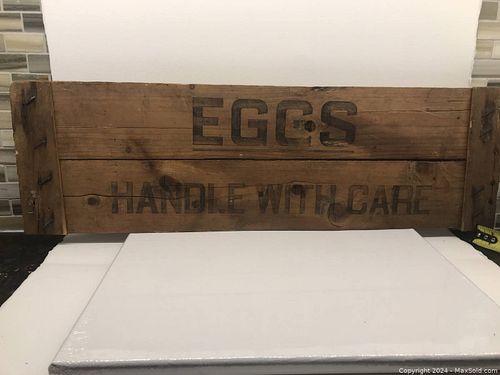 EGGS
HANDLE WITH CARE
Copyright 2024 - MaxSold.com